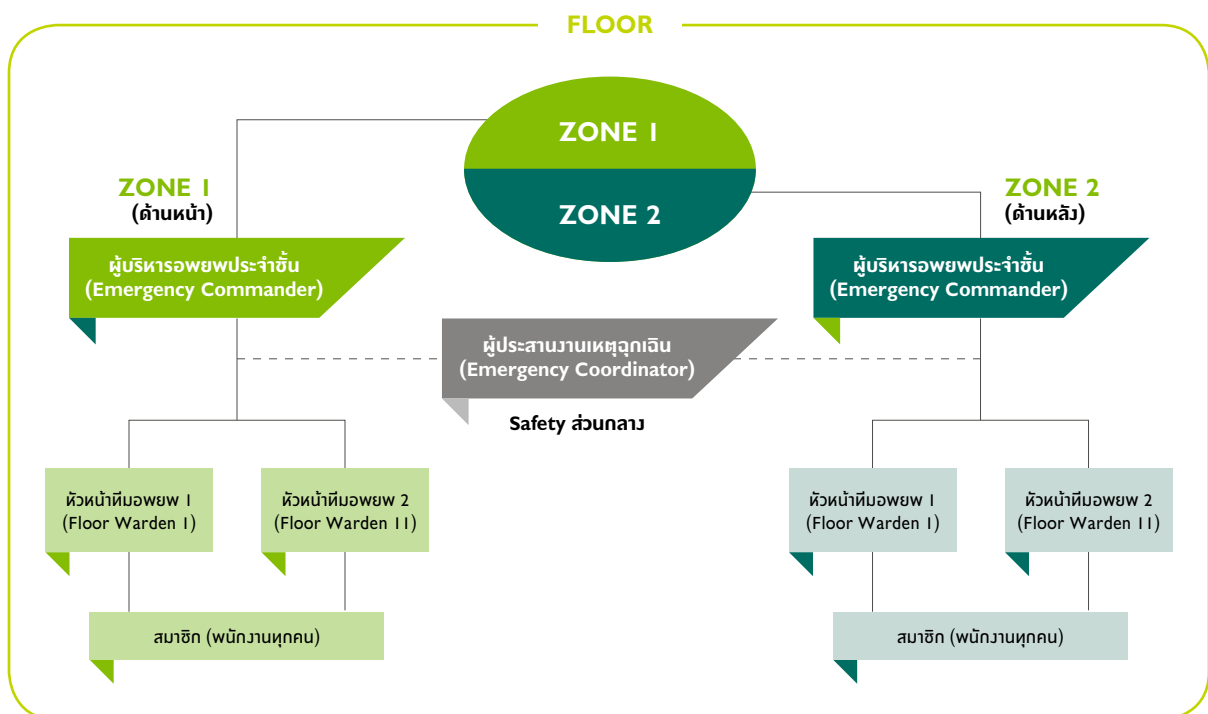 FLOOR
ZONE 1
ZONE 2
ZONE 1
(ด้านหน้า)
ผู้บริหารอพยพประจำชั้น
(Emergency Commander)
ZONE 2
(ด้านหลัง)
ผู้บริหารอพยพประจำชั้น
(Emergency Commander)
ผู้ประสานงานเหตุฉุกเฉิน
(Emergency Coordinator)
Safety ส่วนกลาง
หัวหน้าทีมอพยพ 1
(Floor Warden 1)
หัวหน้าทีมอพยพ 2
(Floor Warden 11)
หัวหน้าทีมอพยพ 1
(Floor Warden 1)
หัวหน้าทีมอพยพ 2
(Floor Warden 11)
สมาชิก (พนักงานทุกคน)
สมาชิก (พนักงานทุกคน)